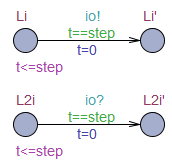 Li io! Li'
t==step
t=0
t<=step
L2i io? L2i'
t==step
t=0
t<=step